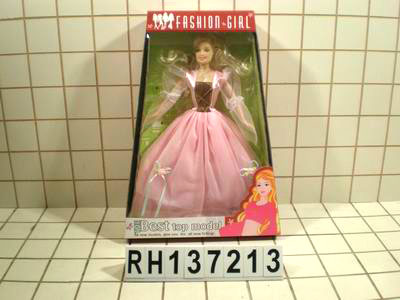 FASHION-GIRL
Best top model
RH137213